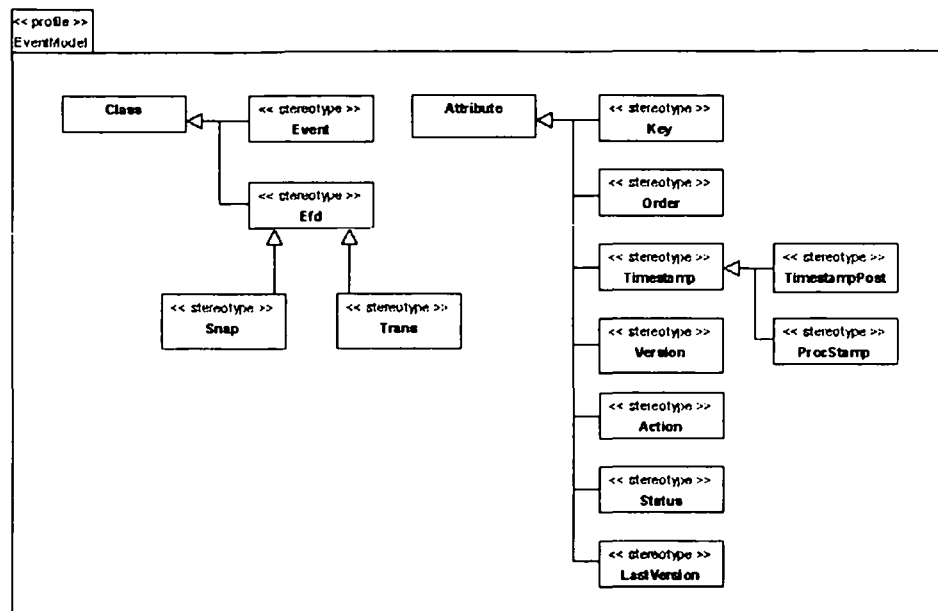 << profile >>
EventModel
Class
<< stereotype >>
Event
<< stereotype >>
Efd
<< stereotype >>
Snap
<< stereotype >>
Trans
Attribute
<< stereotype >>
Key
<< stereotype >>
Order
<< stereotype >>
Timestamp
<< stereotype >>
TimestampPost
<< stereotype >>
ProcStamp
<< stereotype >>
Version
<< stereotype >>
Action
<< stereotype >>
Status
<< stereotype >>
LastVersion